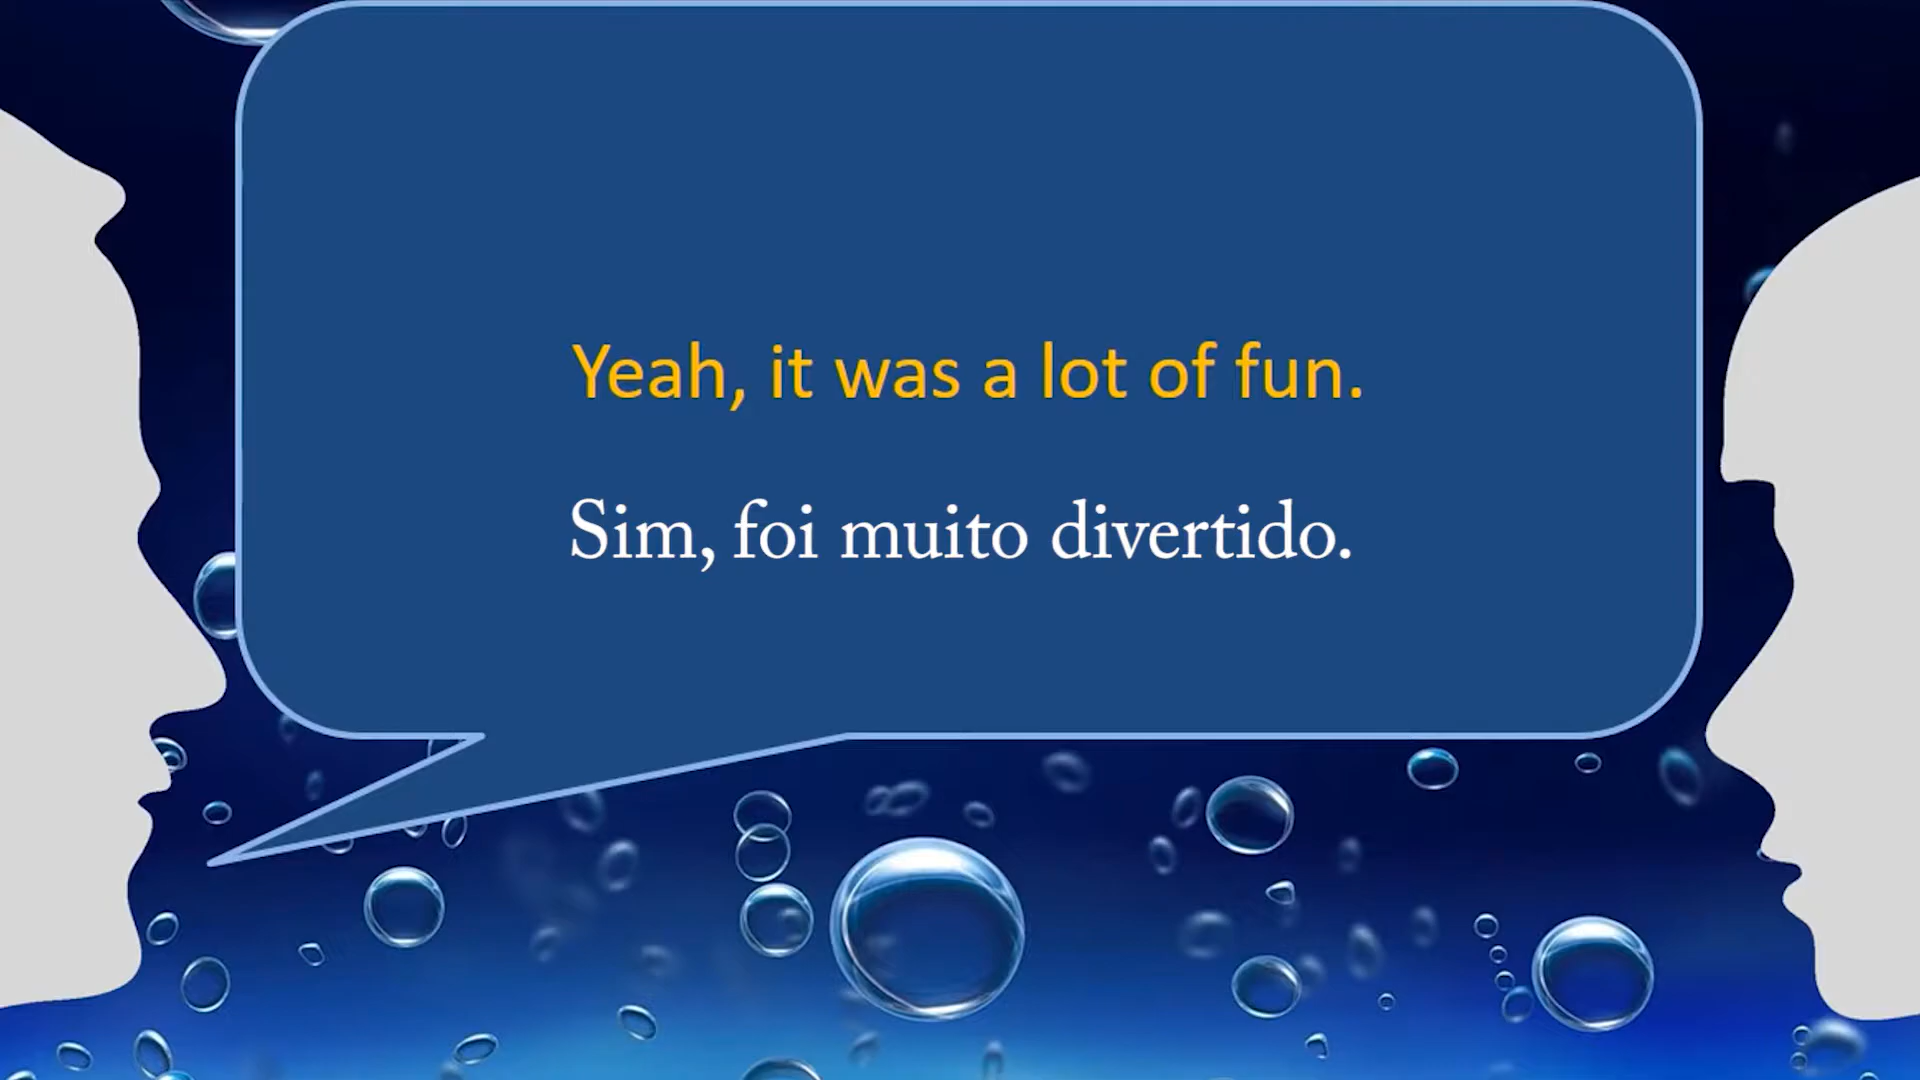 Yeah, it was a lot of fun.
Sim, foi muito divertido.